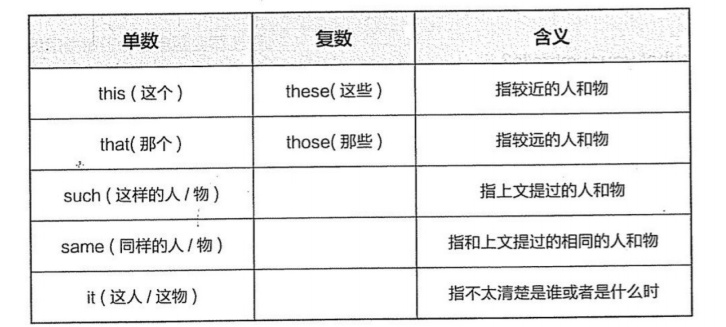 单数 复数 含义
this ( 这个 ) these( 这些 ) 指较近的人和物
that( 那个 ) those( 那些 ) 指较远的人和物
such ( 这样的人 / 物 ) 指上文提过的人和物
same ( 同样的人 / 物 ) 指和上文提过的相同的人和物
it ( 这人 / 这物 ) 指不太清楚是谁或者是什么时